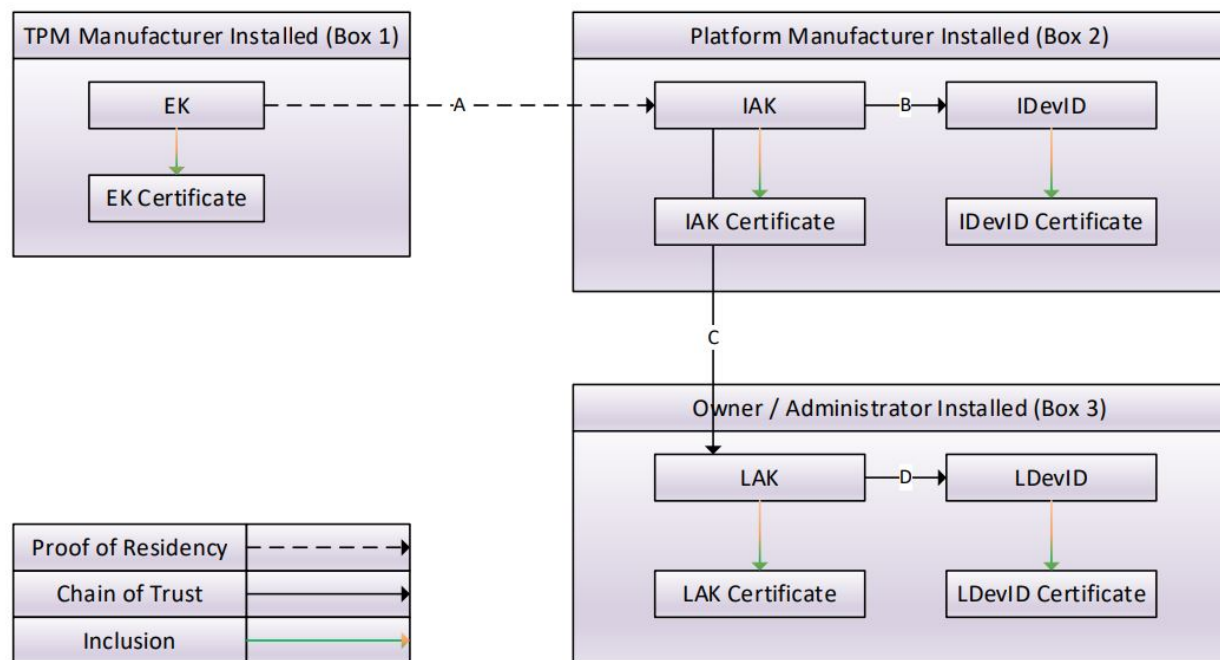 TPM Manufacturer Installed (Box 1)
EK
EK Certificate
A
Platform Manufacturer Installed (Box 2)
IAK
B
IDevID
IAK Certificate
IDevID Certificate
C
Owner / Administrator Installed (Box 3)
LAK
D
LDevID
LAK Certificate
LDevID Certificate
Proof of Residency
Chain of Trust
Inclusion